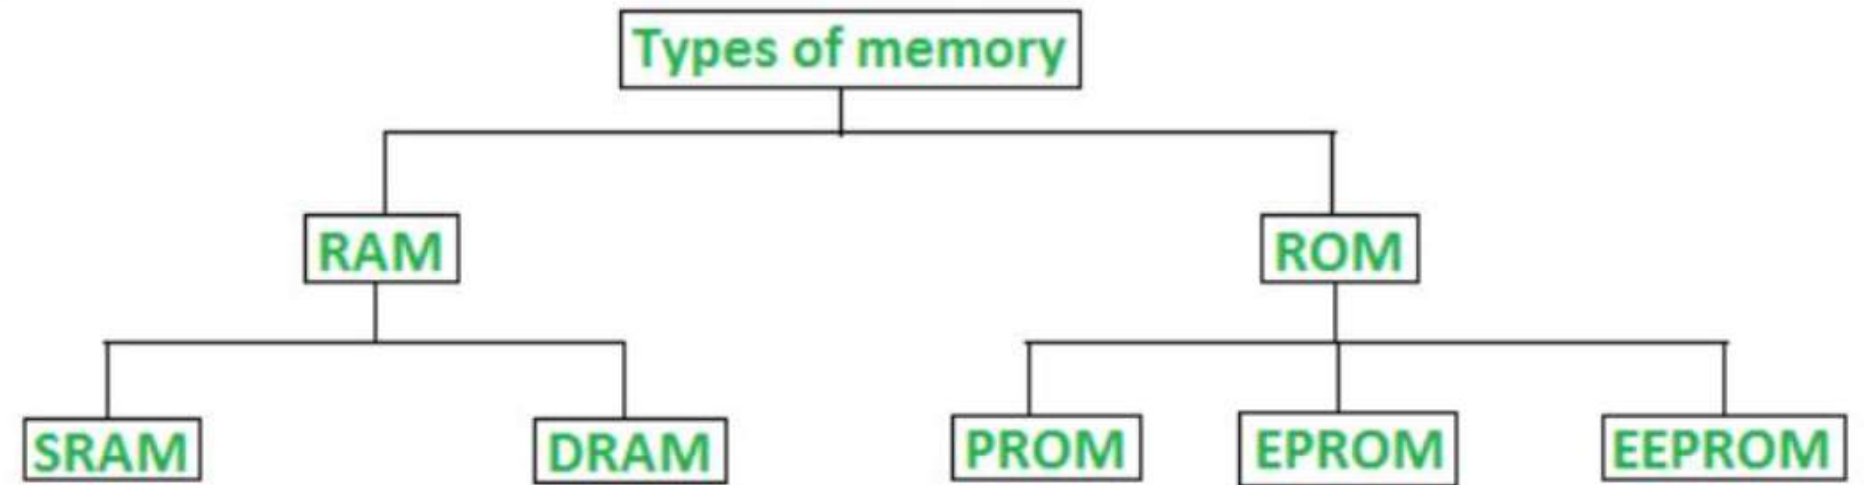 Types of memory
RAM
ROM
SRAM
DRAM
PROM
EPROM
EEPROM